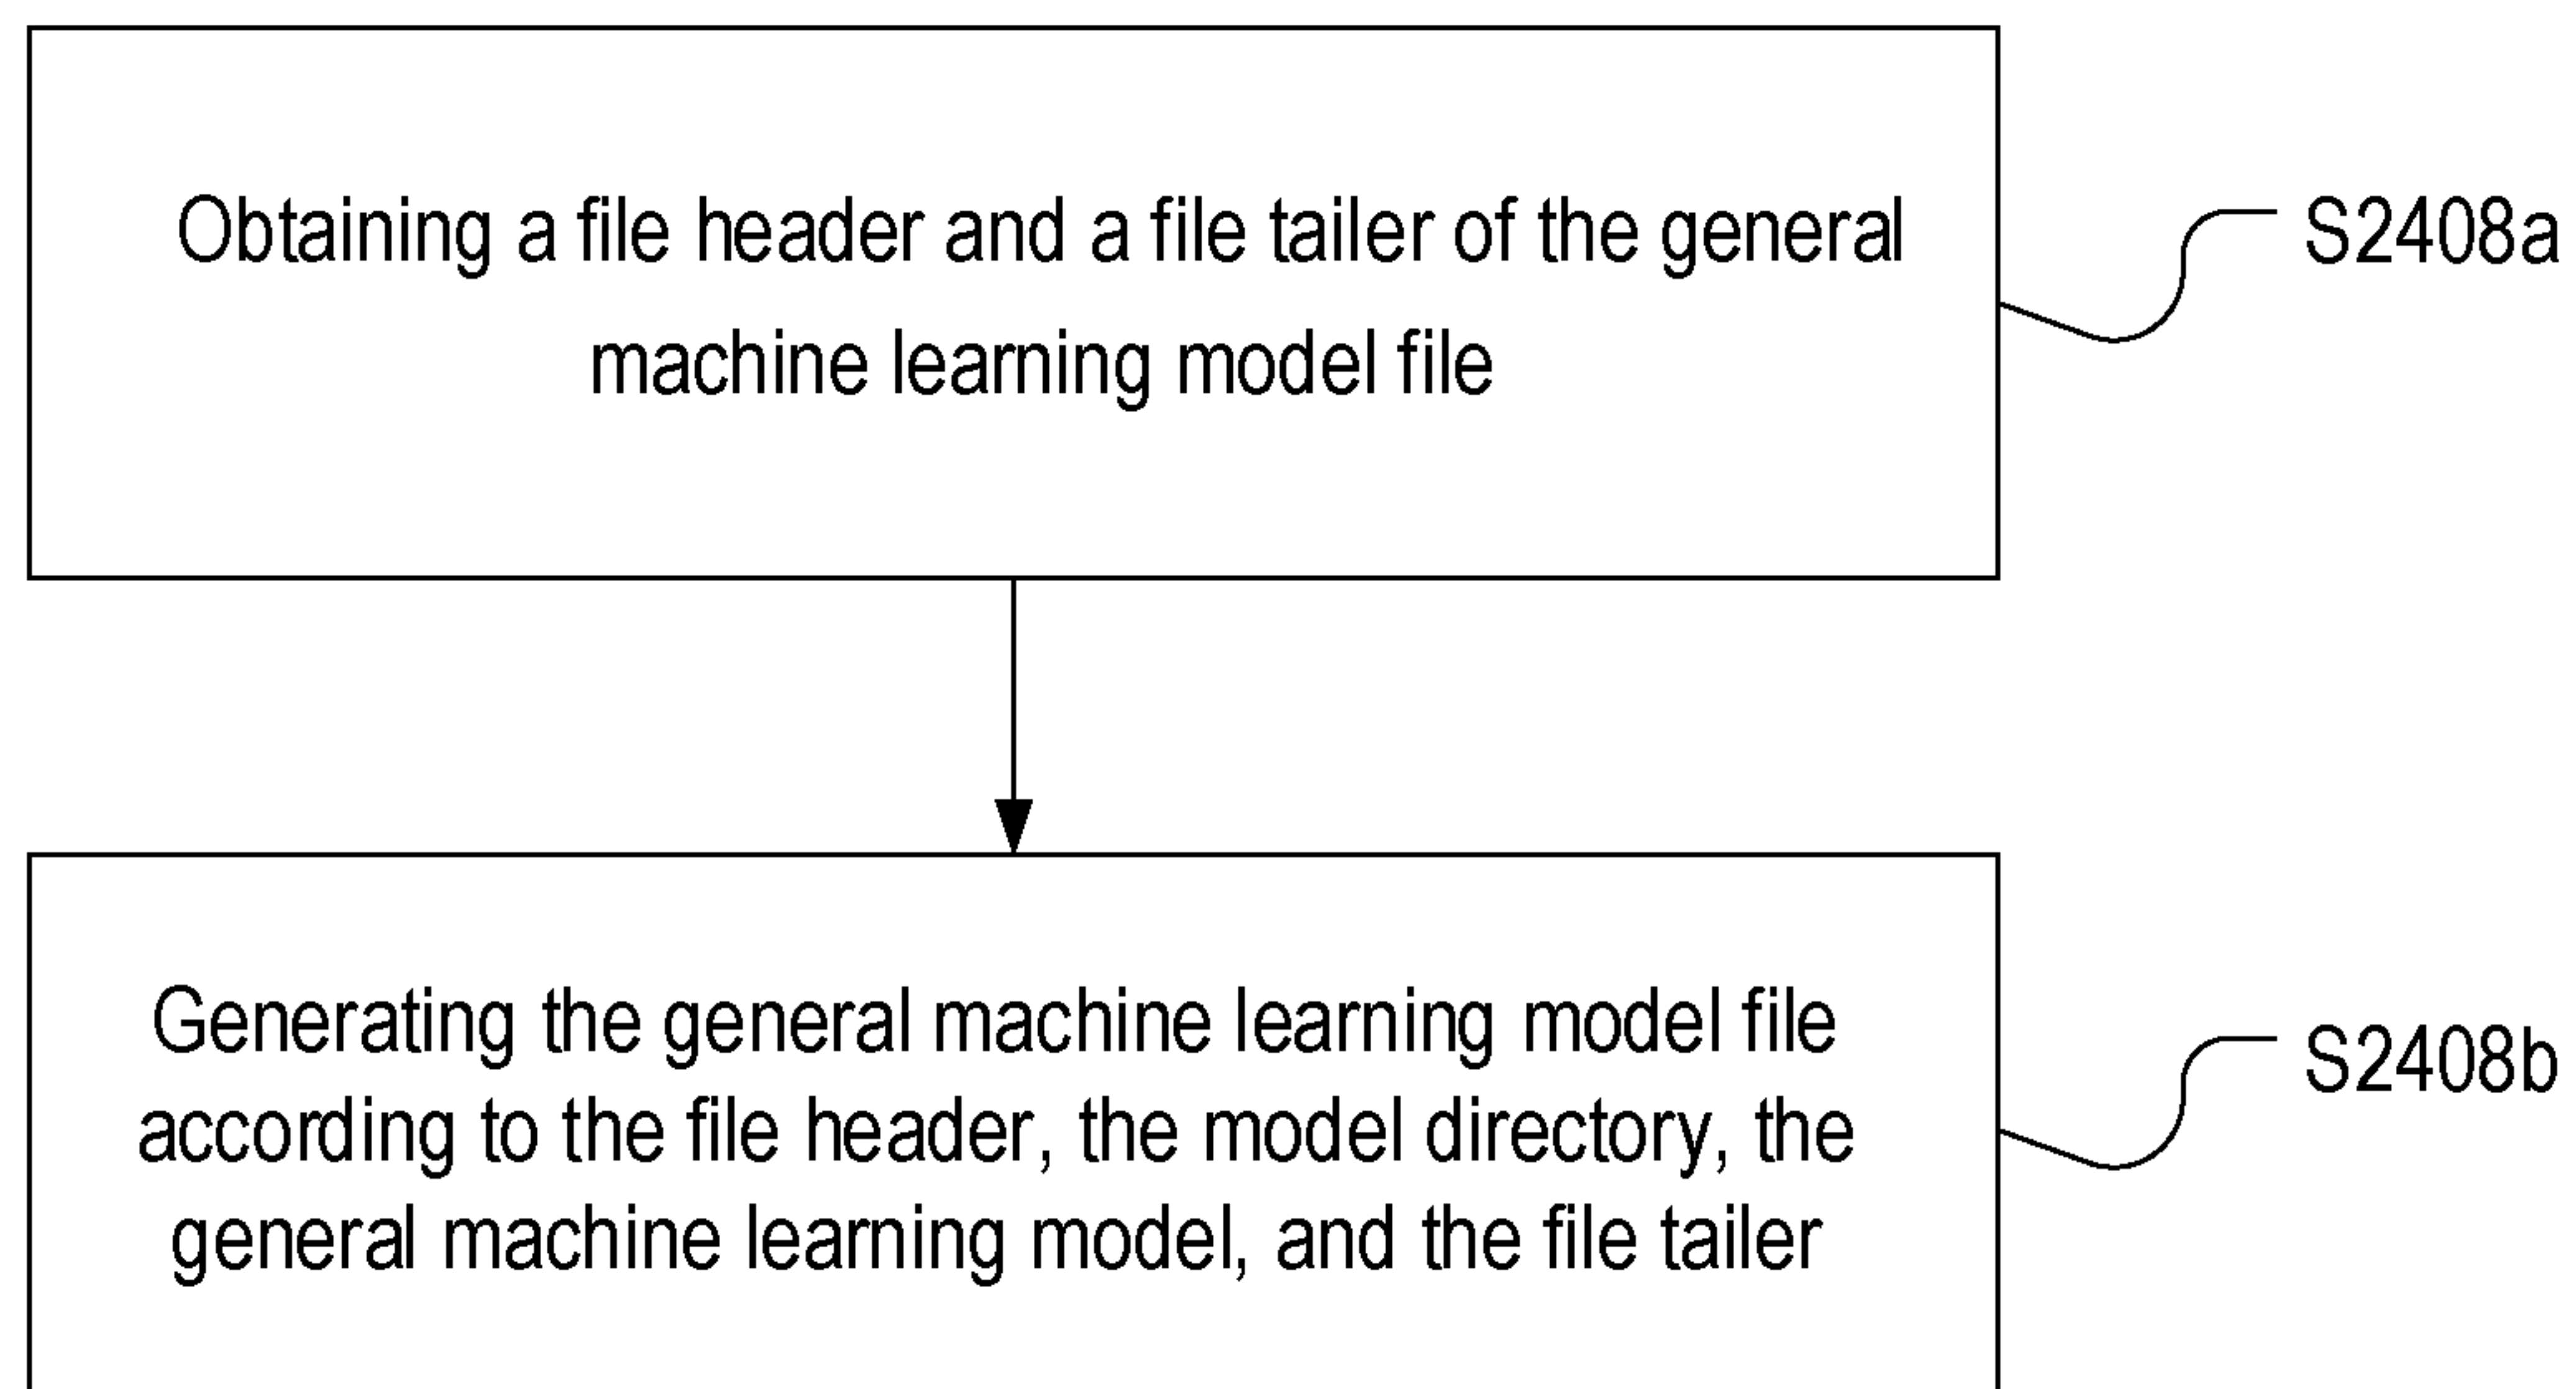 Obtaining a file header and a file tailer of the general
machine learning model file
S2408a
Generating the general machine learning model file
according to the file header, the model directory, the
general machine learning model, and the file tailer
S2408b